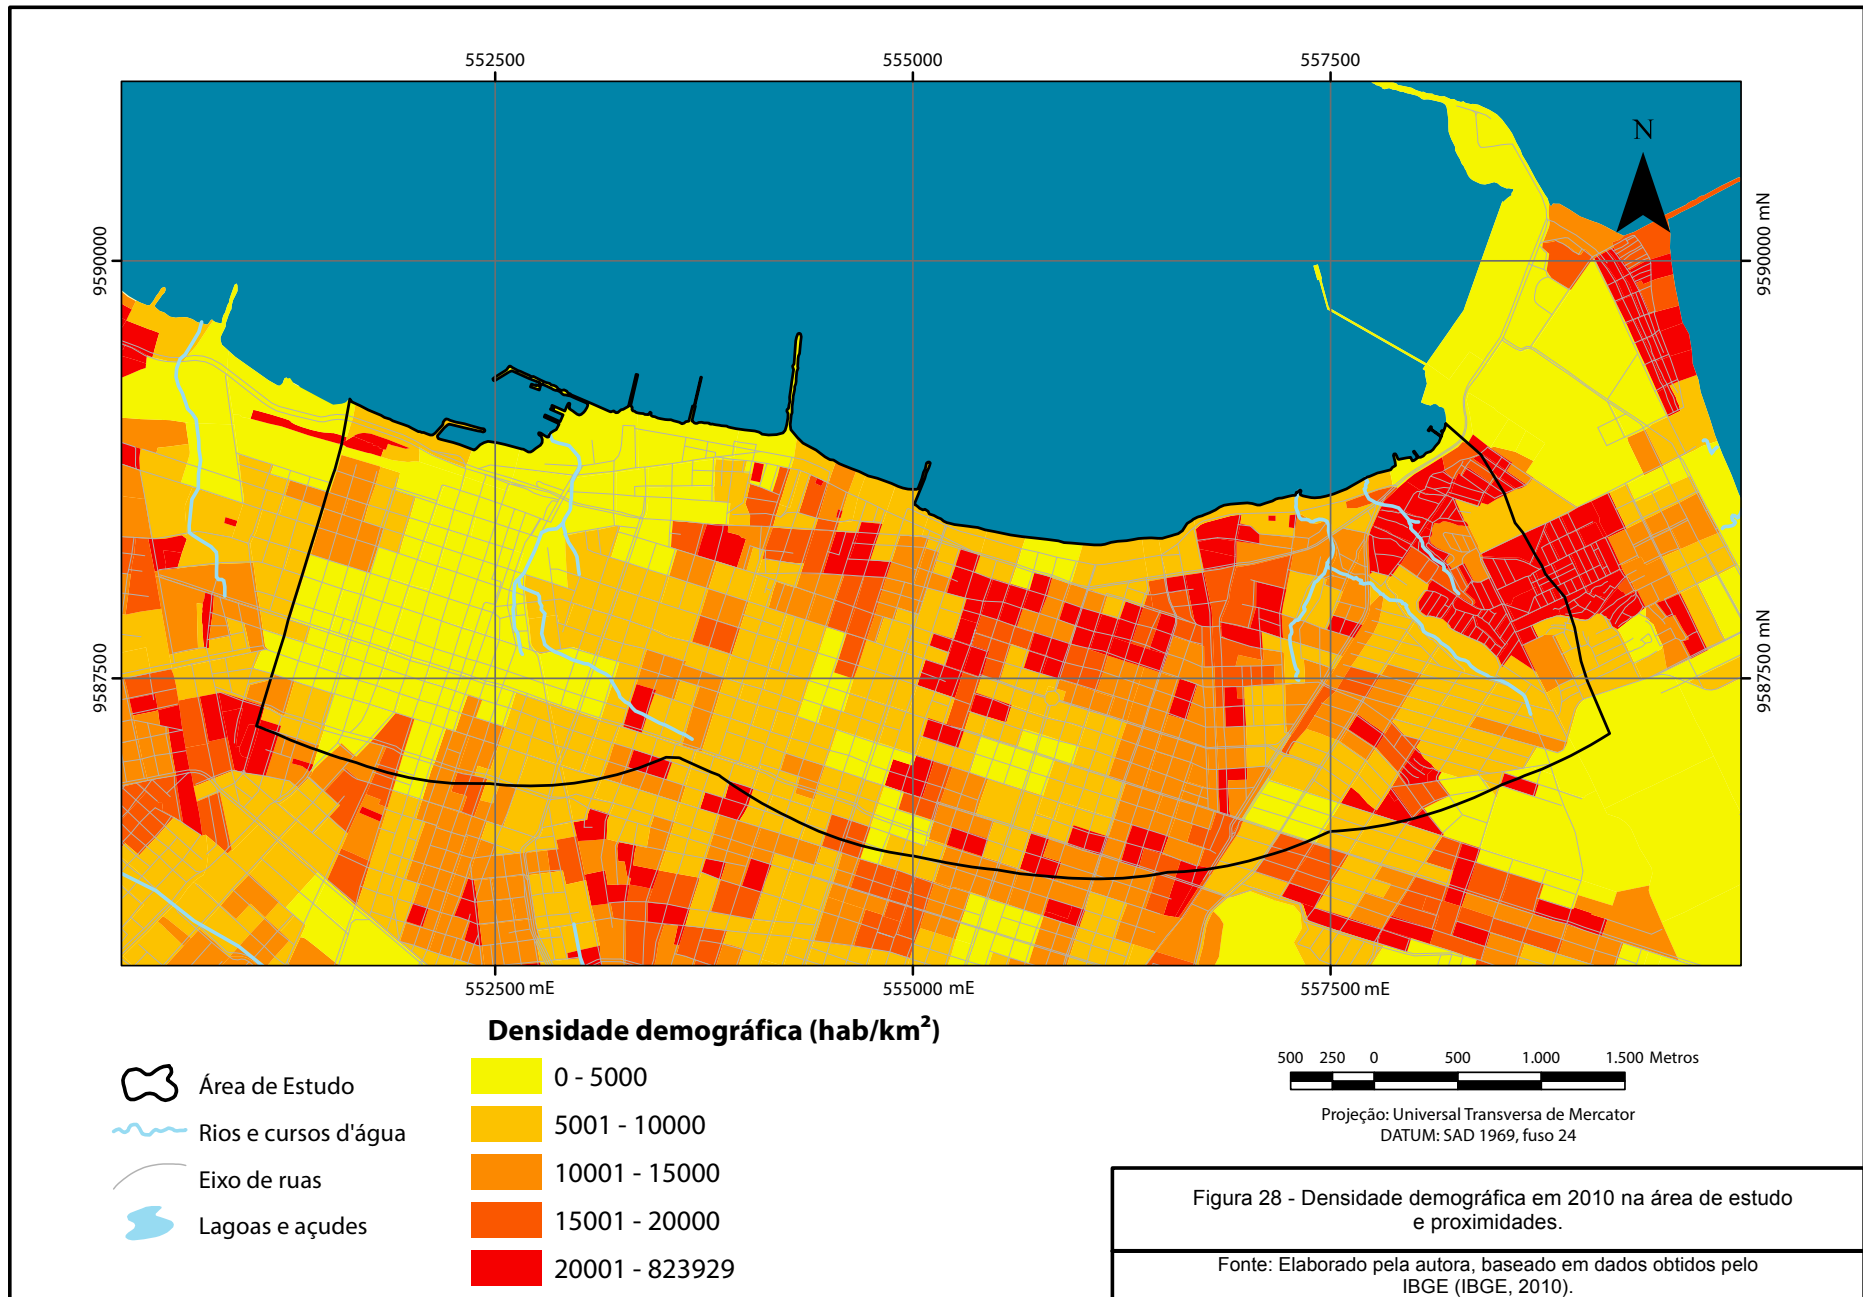 552500
555000
557500
N
9590000
9590000 mN
9587500
9587500 mN
552500 mE
555000 mE
557500 mE
Densidade demográfica (hab/km²)
Área de Estudo
Rios e cursos d'água
Eixo de ruas
Lagoas e açudes
0 - 5000
5001 - 10000
10001 - 15000
15001 - 20000
20001 - 823929
500 250 0 500 1.000 1.500 Metros
Projeção: Universal Transversa de Mercator
DATUM: SAD 1969, fuso 24
Figura 28 - Densidade demográfica em 2010 na área de estudo
e proximidades.
Fonte: Elaborado pela autora, baseado em dados obtidos pelo
IBGE (IBGE, 2010).